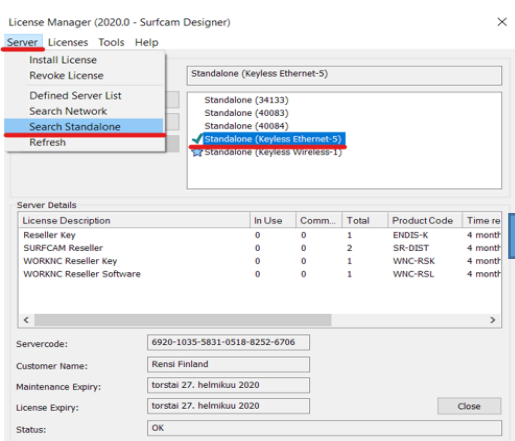 License Manager (2020.0 - Surfcam Designer)
Server Licenses Tools Help
Install License
Revoke License
Defined Server List
Search Network
Search Standalone
Refresh
Standalone (Keyless Ethernet-5)
Standalone (34133)
Standalone (40083)
Standalone (40084)
Standalone (Keyless Ethernet-5)
Standalone (Keyless Wireless-1)
Server Details
License Description In Use Comm... Total Product Code Time re
Reseller Key 0 0 1 ENDIS-K 4 month
SURFCAM Reseller 0 0 2 SR-DIST 4 month
WORKNC Reseller Key 0 0 1 WNC-RSK 4 month
WORKNC Reseller Software 0 0 1 WNC-RSL 4 month
Servercode: 6920-1035-5831-0518-8252-6706
Customer Name: Rensi Finland
Maintenance Expiry: torstai 27. helmikuu 2020
License Expiry: torstai 27. helmikuu 2020
Close
Status: OK